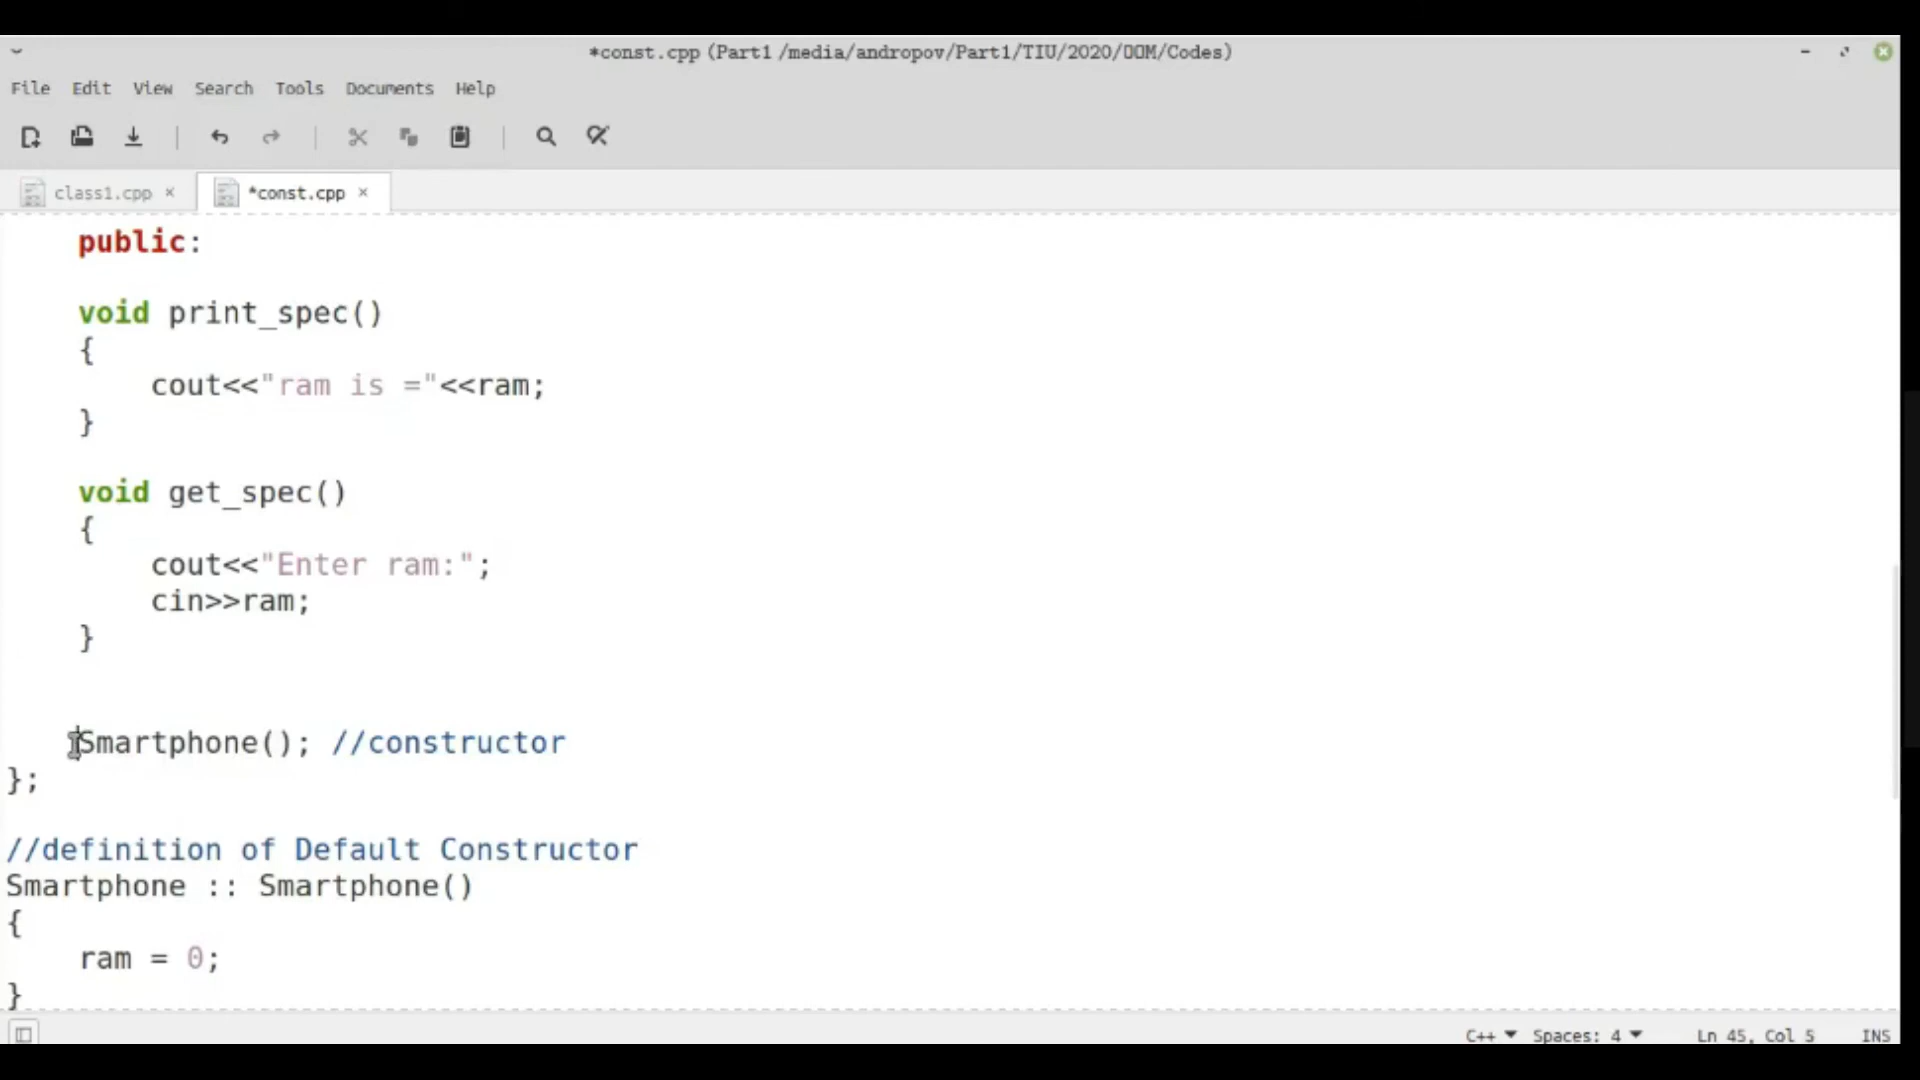 *const.cpp (Part1 /media/andropov/Part1/TIU/2020/OOM/Codes)
File Edit View Search Tools Documents Help
class1.cpp × *const.cpp ×
public:
void print_spec()
{
cout<<"ram is ="<<ram;
}
void get_spec()
{
cout<<"Enter ram:";
cin>>ram;
}
Smartphone(); //constructor
};
//definition of Default Constructor
Smartphone :: Smartphone()
{
ram = 0;
}
C++ Spaces: 4 Ln 45, Col 5 INS